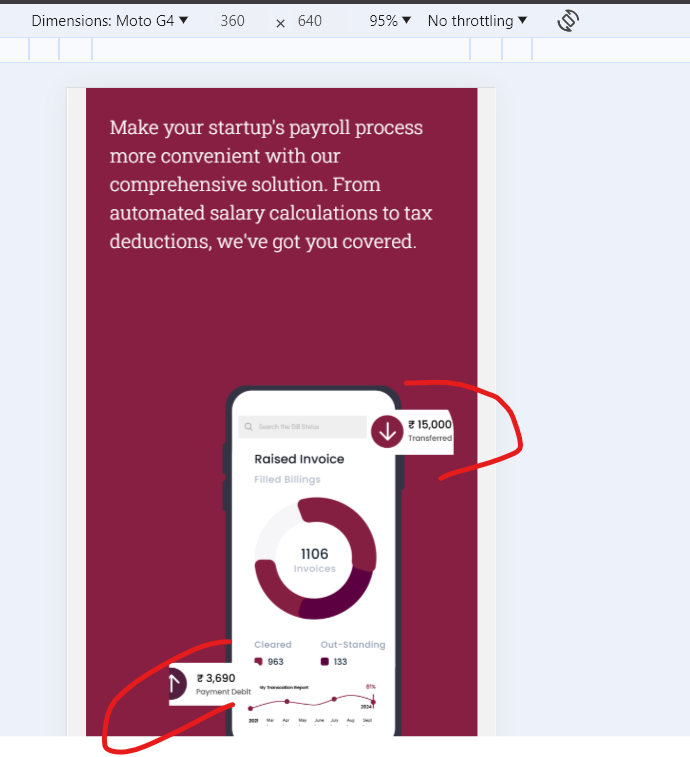 Dimensions: Moto G4 ▼ 360 × 640 95% ▼ No throttling ▼
Make your startup's payroll process
more convenient with our
comprehensive solution. From
automated salary calculations to tax
deductions, we've got you covered.
Search the Bill Status
₹ 15,000
Transferred
Raised Invoice
Filled Billings
1106
Invoices
Cleared Out-Standing
963 133
₹ 3,690
Payment Debit
My Transcation Report 61%
2024
2021 Mar Apr May June July Aug Sept